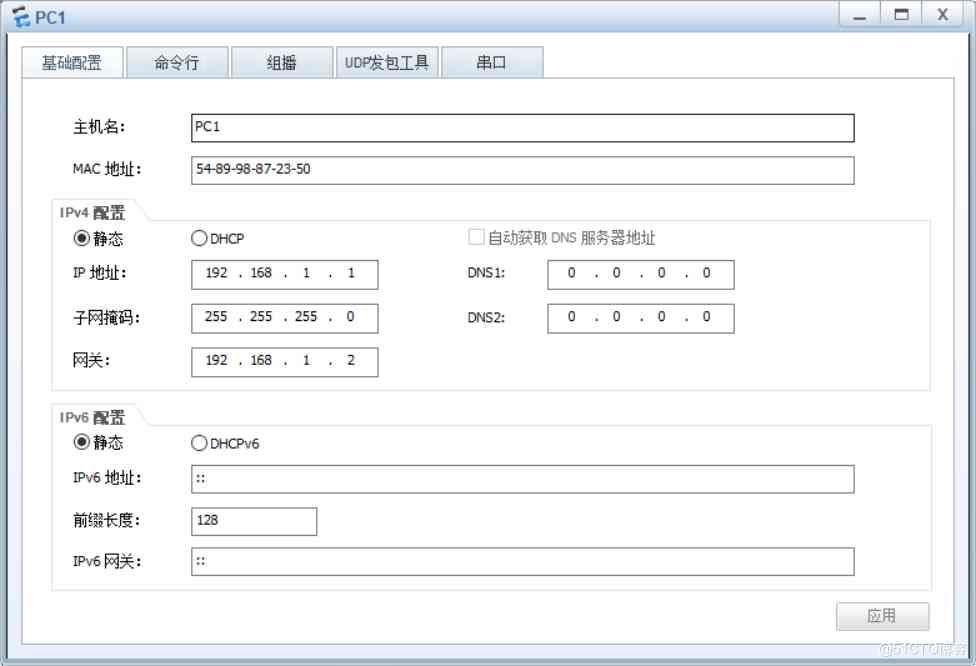 PC1
基础配置 命令行 组播 UDP发包工具 串口
主机名: PC1
MAC 地址: 54-89-98-87-23-50
IPv4 配置
静态 DHCP 自动获取 DNS 服务器地址
IP 地址: 192 . 168 . 1 . 1 DNS1: 0 . 0 . 0 . 0
子网掩码: 255 . 255 . 255 . 0 DNS2: 0 . 0 . 0 . 0
网关: 192 . 168 . 1 . 2
IPv6 配置
静态 DHCPv6
IPv6 地址: ::
前缀长度: 128
IPv6 网关: ::
应用
@51CTO博客